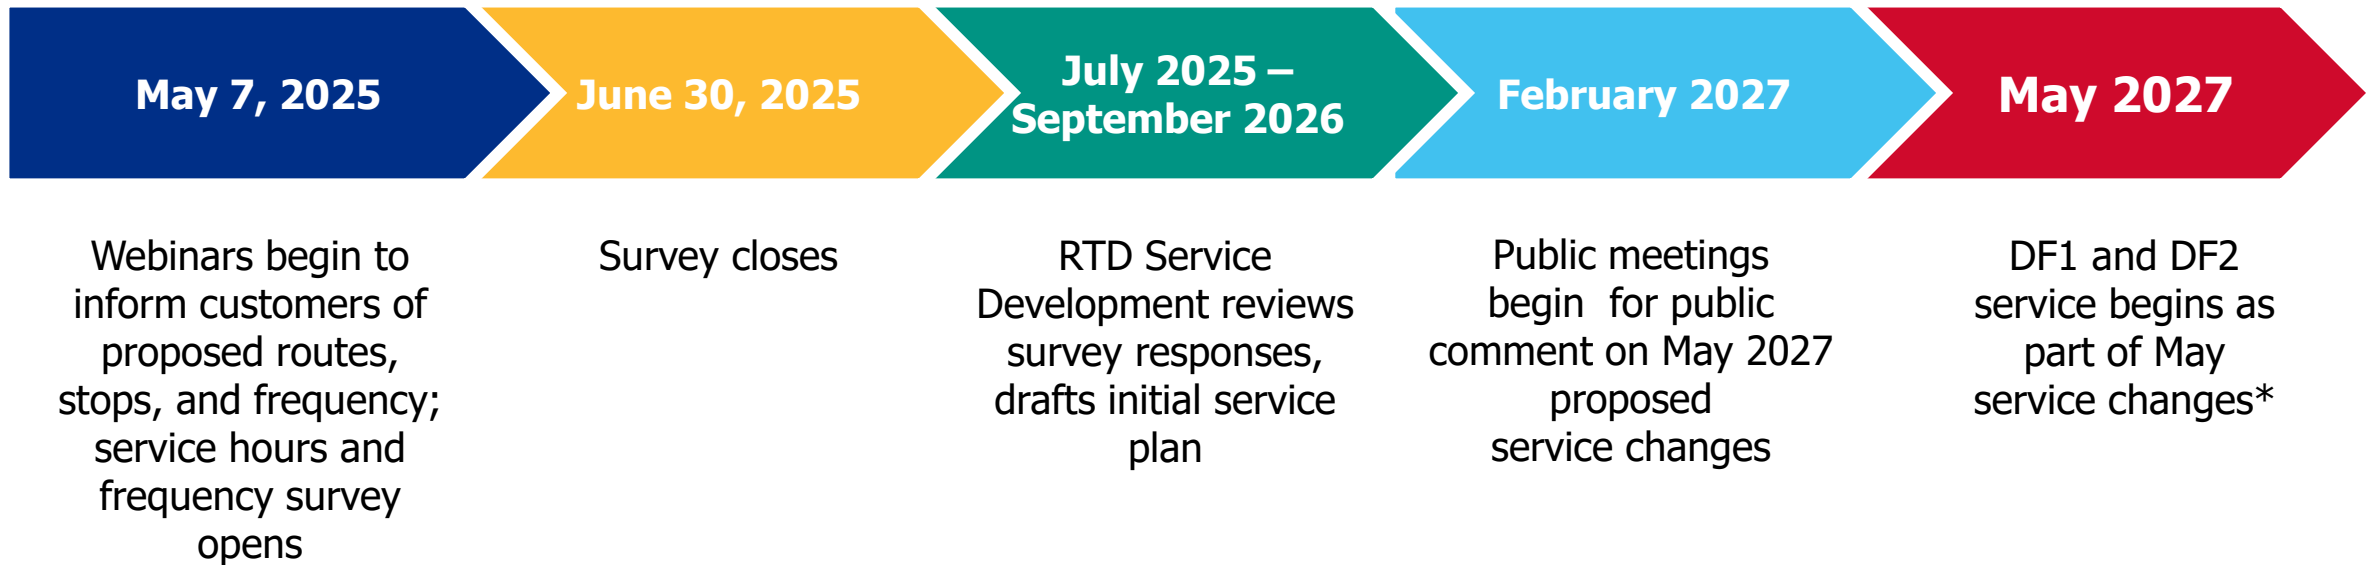 May 7, 2025
Webinars begin to
inform customers of
proposed routes,
stops, and frequency;
service hours and
frequency survey
opens
June 30, 2025
Survey closes
July 2025 –
September 2026
RTD Service
Development reviews
survey responses,
drafts initial service
plan
February 2027
Public meetings
begin  for public
comment on May 2027
proposed
service changes
May 2027
DF1 and DF2
service begins as
part of May
service changes*